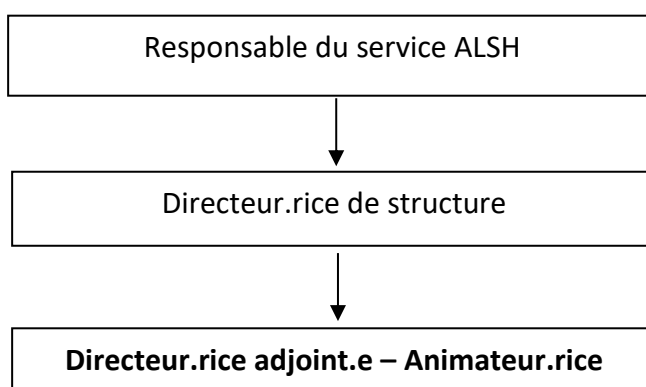 Responsable du service ALSH
Directeur.rice de structure
Directeur.rice adjoint.e – Animateur.rice